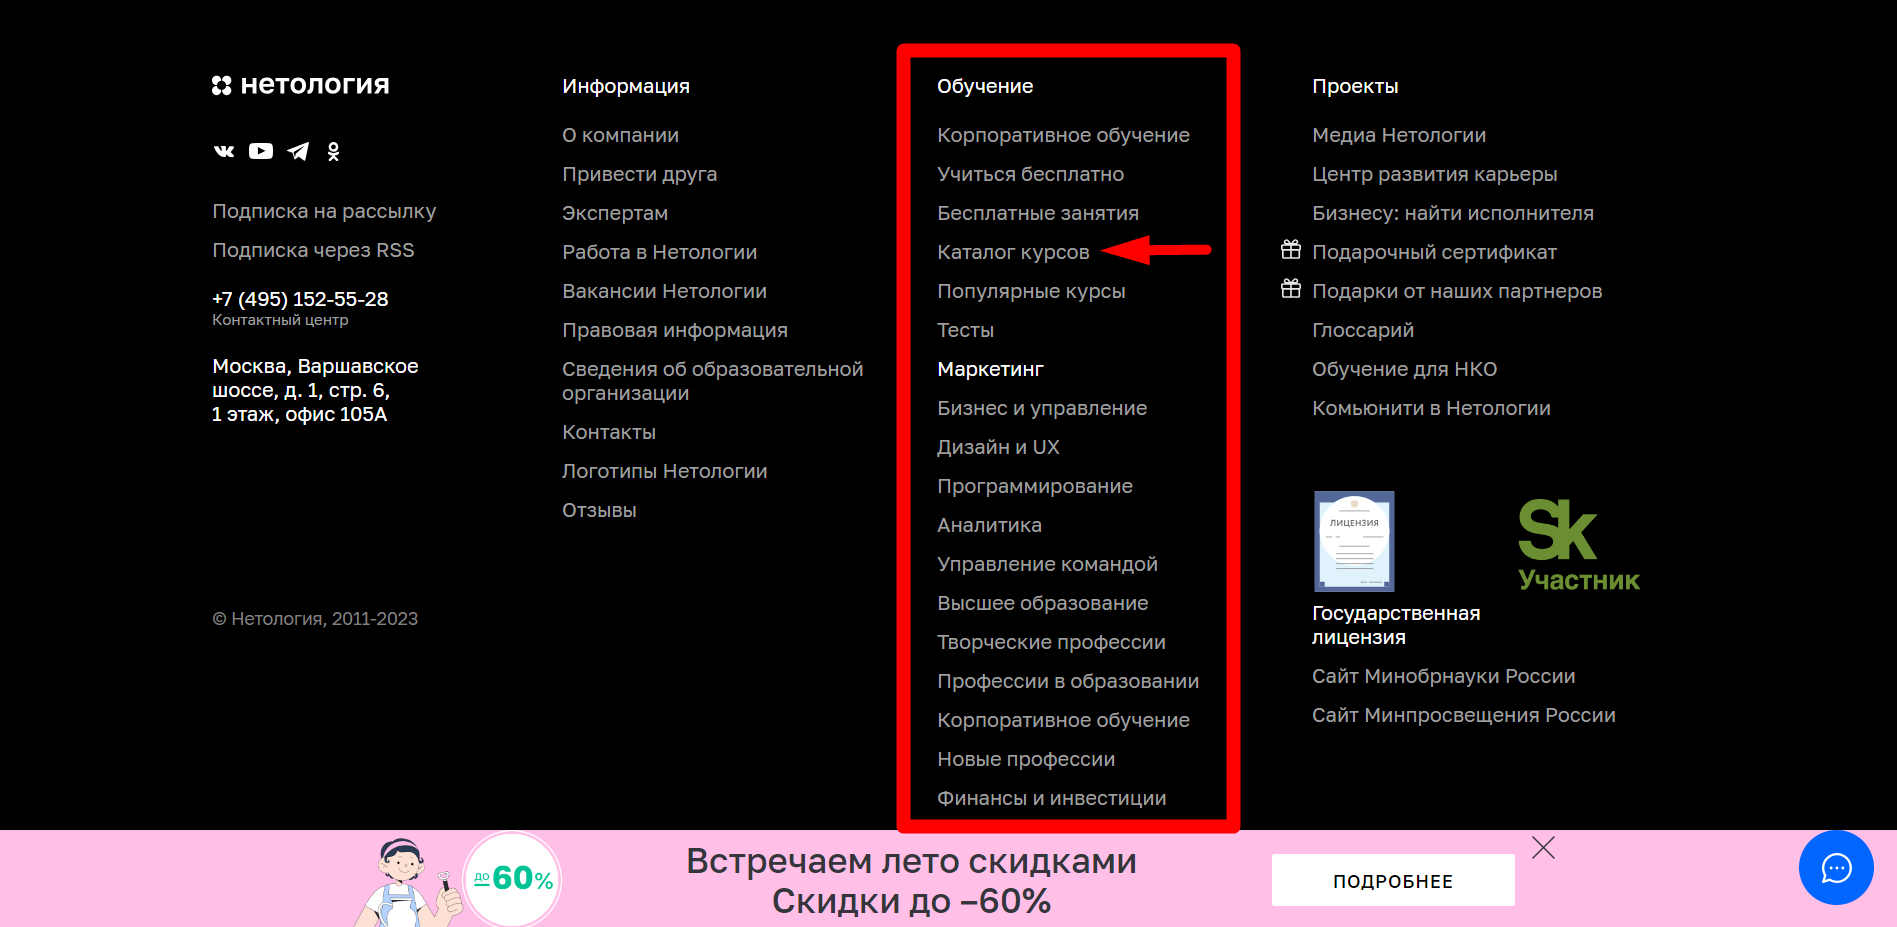 нетология
Подписка на рассылку
Подписка через RSS
+7 (495) 152-55-28
Контактный центр
Москва, Варшавское
шоссе, д. 1, стр. 6,
1 этаж, офис 105А
© Нетология, 2011-2023
Информация
О компании
Привести друга
Экспертам
Работа в Нетологии
Вакансии Нетологии
Правовая информация
Сведения об образовательной
организации
Контакты
Логотипы Нетологии
Отзывы
Обучение
Корпоративное обучение
Учиться бесплатно
Бесплатные занятия
Каталог курсов
Популярные курсы
Тесты
Маркетинг
Бизнес и управление
Дизайн и UX
Программирование
Аналитика
Управление командой
Высшее образование
Творческие профессии
Профессии в образовании
Корпоративное обучение
Новые профессии
Финансы и инвестиции
Проекты
Медиа Нетологии
Центр развития карьеры
Бизнесу: найти исполнителя
Подарочный сертификат
Подарки от наших партнеров
Глоссарий
Обучение для НКО
Комьюнити в Нетологии
ЛИЦЕНЗИЯ
Sk
Участник
Государственная
лицензия
Сайт Минобрнауки России
Сайт Минпросвещения России
до 60%
Встречаем лето скидками
Скидки до –60%
ПОДРОБНЕЕ